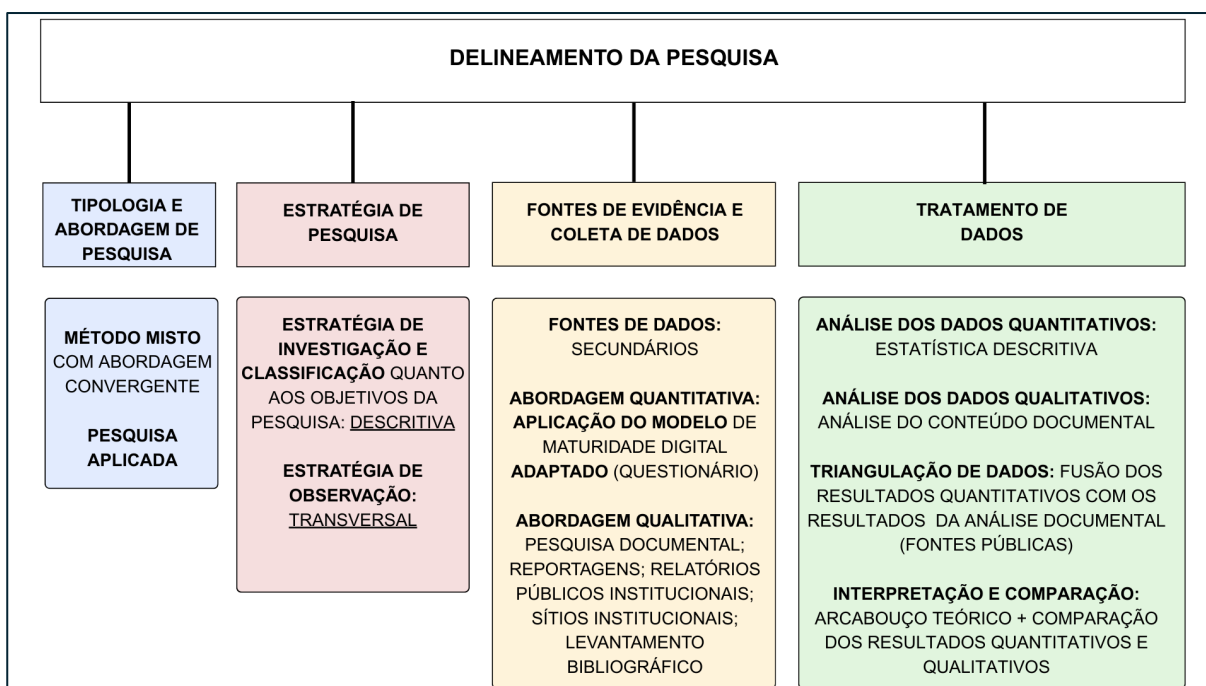 DELINEAMENTO DA PESQUISA
TIPOLOGIA E
ABORDAGEM DE
PESQUISA
MÉTODO MISTO
COM ABORDAGEM
CONVERGENTE
PESQUISA
APLICADA
ESTRATÉGIA DE
PESQUISA
ESTRATÉGIA DE
INVESTIGAÇÃO E
CLASSIFICAÇÃO QUANTO
AOS OBJETIVOS DA
PESQUISA: DESCRITIVA
ESTRATÉGIA DE
OBSERVAÇÃO:
TRANSVERSAL
FONTES DE EVIDÊNCIA E
COLETA DE DADOS
FONTES DE DADOS:
SECUNDÁRIOS
ABORDAGEM QUANTITATIVA:
APLICAÇÃO DO MODELO DE
MATURIDADE DIGITAL
ADAPTADO (QUESTIONÁRIO)
ABORDAGEM QUALITATIVA:
PESQUISA DOCUMENTAL;
REPORTAGENS; RELATÓRIOS
PÚBLICOS INSTITUCIONAIS;
SÍTIOS INSTITUCIONAIS;
LEVANTAMENTO
BIBLIOGRÁFICO
TRATAMENTO DE
DADOS
ANÁLISE DOS DADOS QUANTITATIVOS:
ESTATÍSTICA DESCRITIVA
ANÁLISE DOS DADOS QUALITATIVOS:
ANÁLISE DO CONTEÚDO DOCUMENTAL
TRIANGULAÇÃO DE DADOS: FUSÃO DOS
RESULTADOS QUANTITATIVOS COM OS
RESULTADOS DA ANÁLISE DOCUMENTAL
(FONTES PÚBLICAS)
INTERPRETAÇÃO E COMPARAÇÃO:
ARCABOUÇO TEÓRICO + COMPARAÇÃO
DOS RESULTADOS QUANTITATIVOS E
QUALITATIVOS